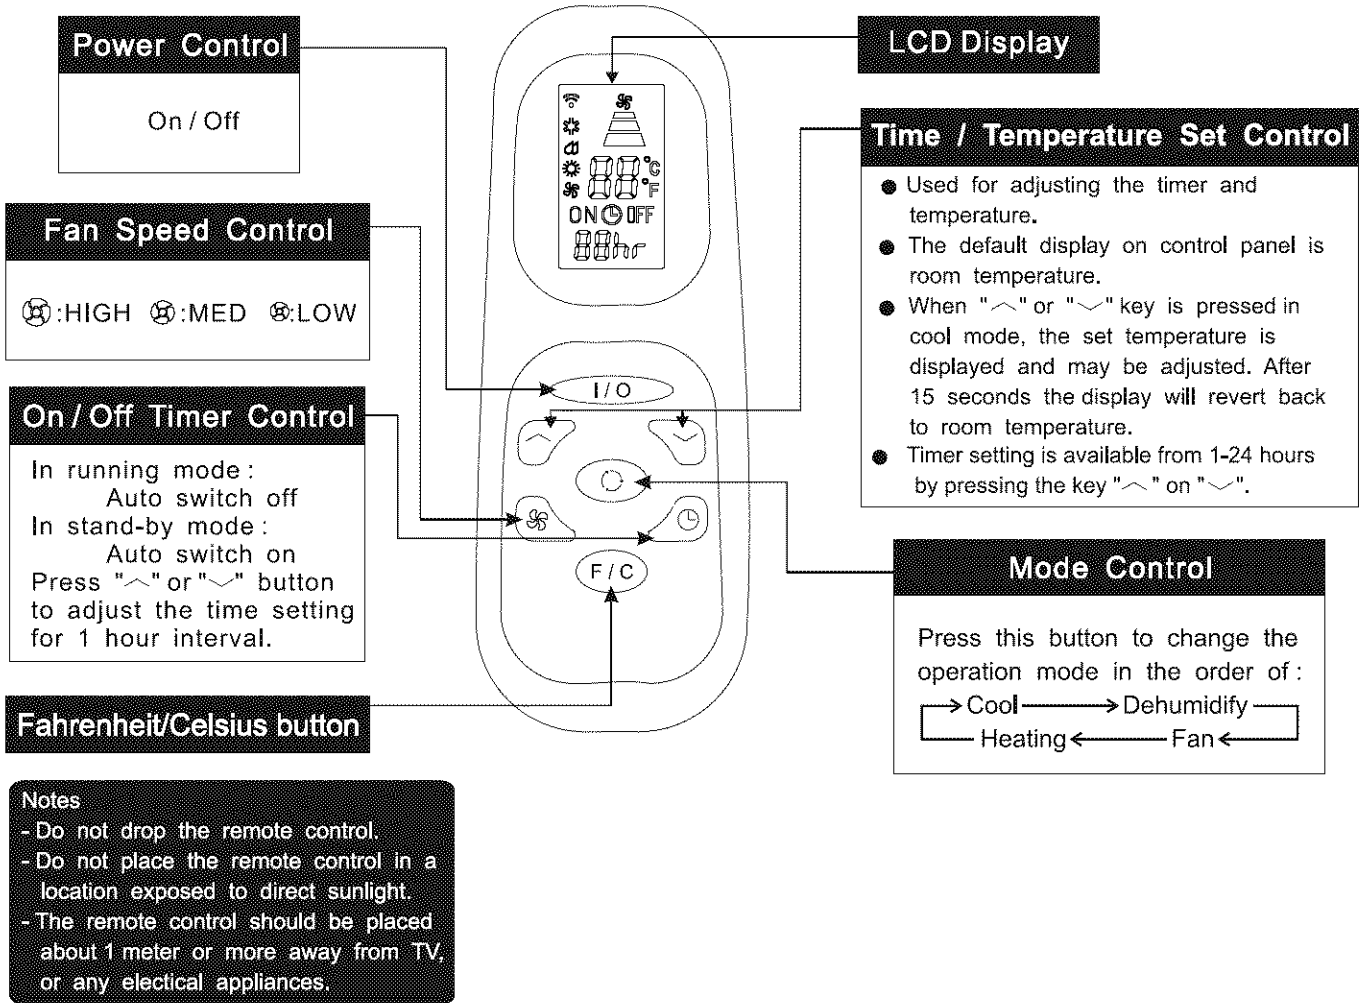 Power Control
On / Off
Fan Speed Control
:HIGH :MED :LOW
On / Off Timer Control
In running mode :
Auto switch off
In stand-by mode :
Auto switch on
Press "︿" or "﹀" button
to adjust the time setting
for 1 hour interval.
Fahrenheit/Celsius button
Notes
- Do not drop the remote control.
- Do not place the remote control in a
location exposed to direct sunlight.
- The remote control should be placed
about 1 meter or more away from TV,
or any electical appliances.
88 °C
°F
ON OFF
88hr
I / O
F / C
LCD Display
Time / Temperature Set Control
● Used for adjusting the timer and
temperature.
● The default display on control panel is
room temperature.
● When "︿" or "﹀" key is pressed in
cool mode, the set temperature is
displayed and may be adjusted. After
15 seconds the display will revert back
to room temperature.
● Timer setting is available from 1-24 hours
by pressing the key "︿" on "﹀".
Mode Control
Press this button to change the
operation mode in the order of :
Cool Dehumidify
Heating Fan